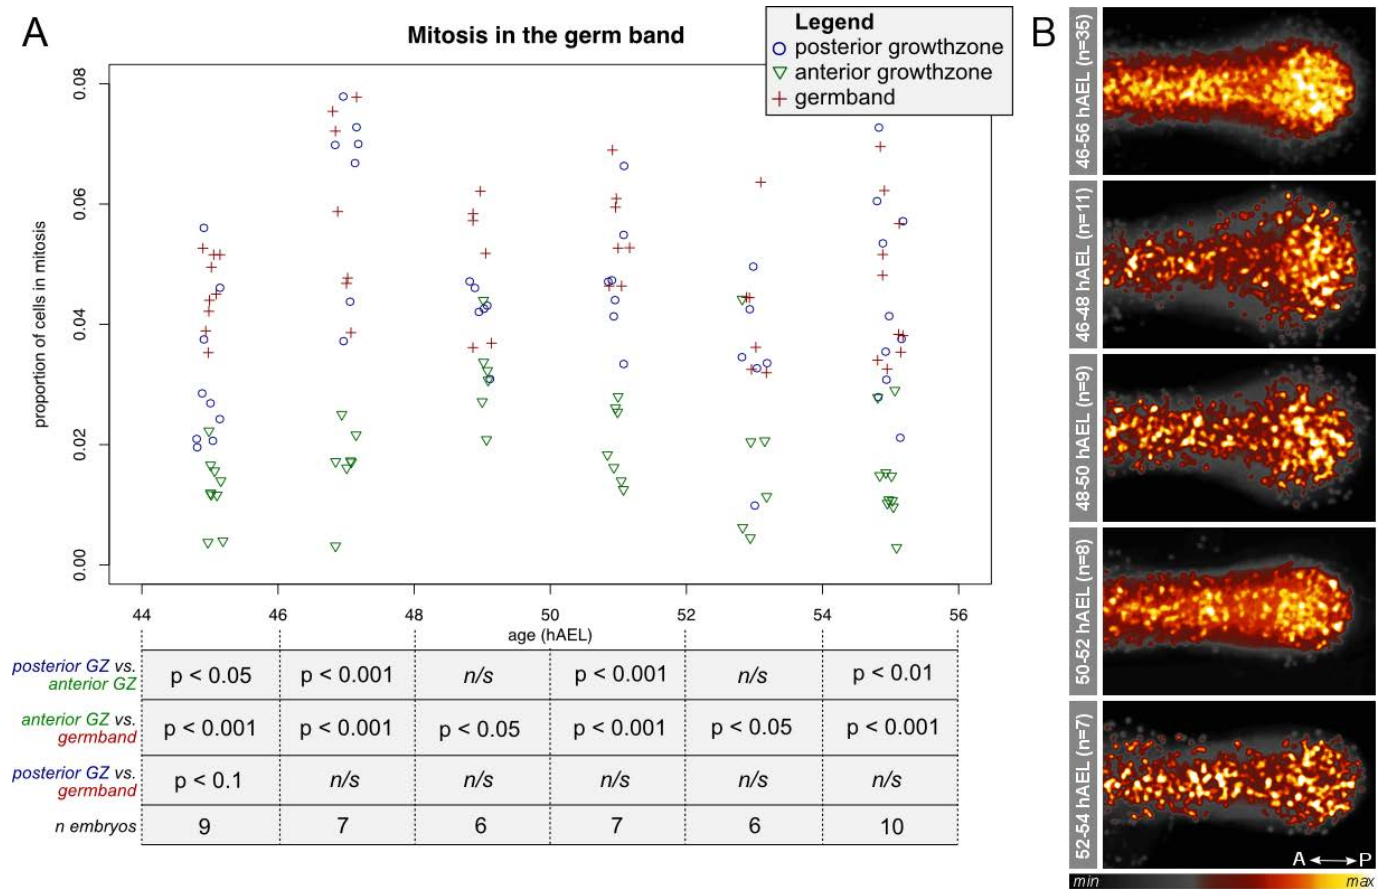 A
Mitosis in the germ band
Legend
posterior growthzone
anterior growthzone
germband
proportion of cells in mitosis
0.08
0.06
0.04
0.02
0.00
44 46 48 50 52 54 56
age (hAEL)
posterior GZ vs.
anterior GZ
p < 0.05 p < 0.001 n/s p < 0.001 n/s p < 0.01
anterior GZ vs.
germband
p < 0.001 p < 0.001 p < 0.05 p < 0.001 p < 0.05 p < 0.001
posterior GZ vs.
germband
p < 0.1 n/s n/s n/s n/s n/s
n embryos 9 7 6 7 6 10
B
46-56 hAEL (n=35)
46-48 hAEL (n=11)
48-50 hAEL (n=9)
50-52 hAEL (n=8)
52-54 hAEL (n=7)
A P
min max